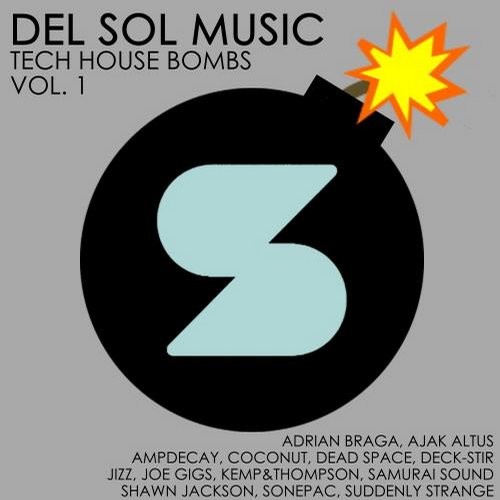 DEL SOL MUSIC
TECH HOUSE BOMBS
VOL. 1
S
ADRIAN BRAGA, AJAK ALTUS
AMPDECAY, COCONUT, DEAD SPACE, DECK-STIR
JIZZ, JOE GIGS, KEMP&THOMPSON, SAMURAI SOUND
SHAWN JACKSON, SONEPAC, SUDDENLY STRANGE